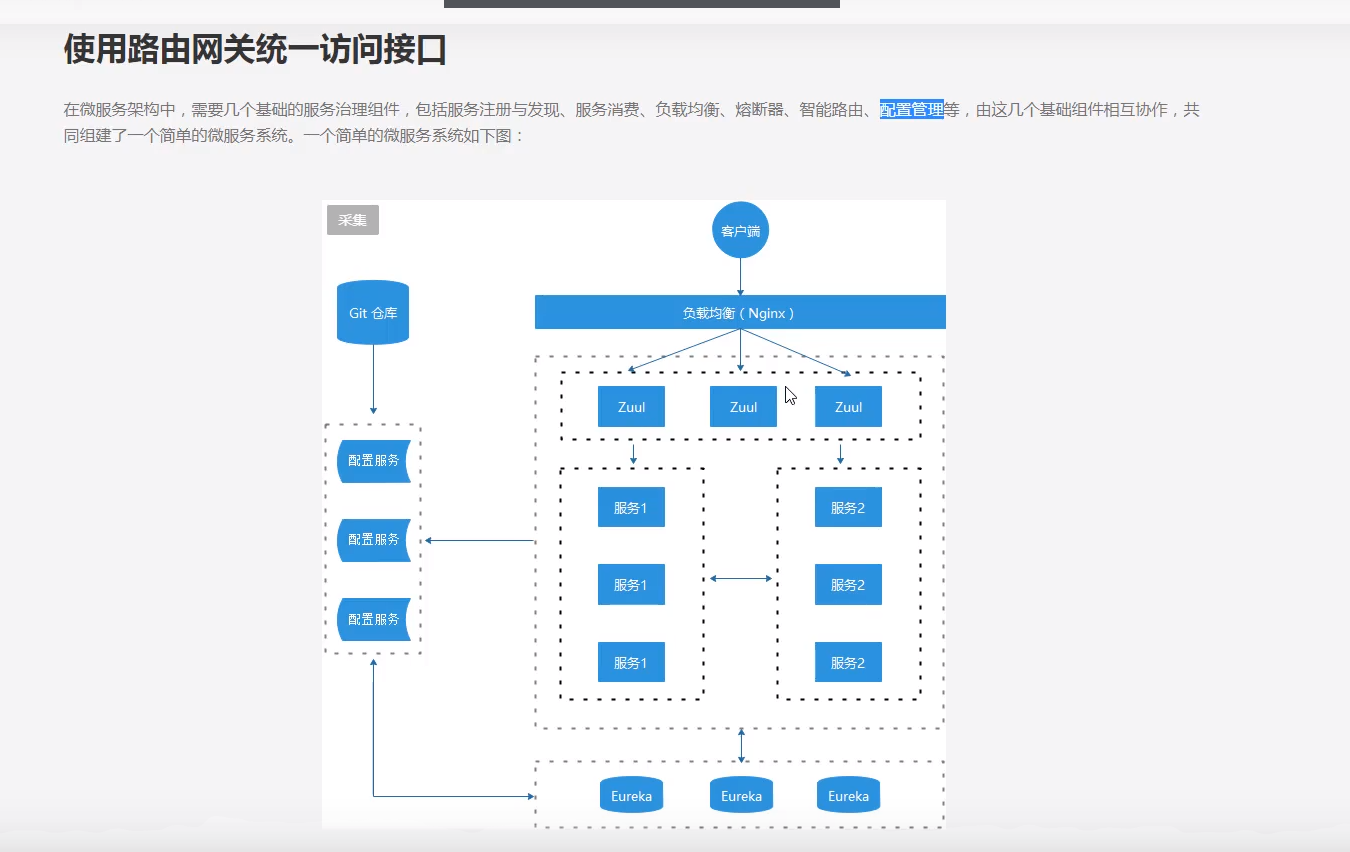 使用路由网关统一访问接口
在微服务架构中，需要几个基础的服务治理组件，包括服务注册与发现、服务消费、负载均衡、熔断器、智能路由、配置管理等，由这几个基础组件相互协作，共
同组建了一个简单的微服务系统。一个简单的微服务系统如下图：
采集
客户端
Git 仓库
负载均衡（Nginx）
Zuul
Zuul
Zuul
配置服务
配置服务
配置服务
服务1
服务2
服务1
服务2
服务1
服务2
Eureka
Eureka
Eureka